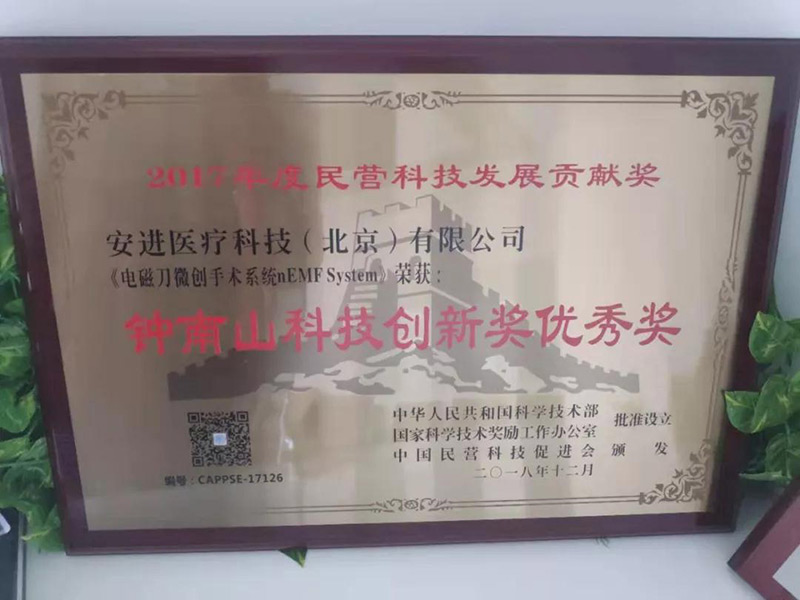 2017年度民营科技发展贡献奖
安进医疗科技（北京）有限公司
《电磁刀微创手术系统nEMF System》荣获：
钟南山科技创新奖优秀奖
中华人民共和国科学技术部
国家科学技术奖励工作办公室 批准设立
中国民营科技促进会 颁发
二〇一八年十二月
编号：CAPPSE-17126